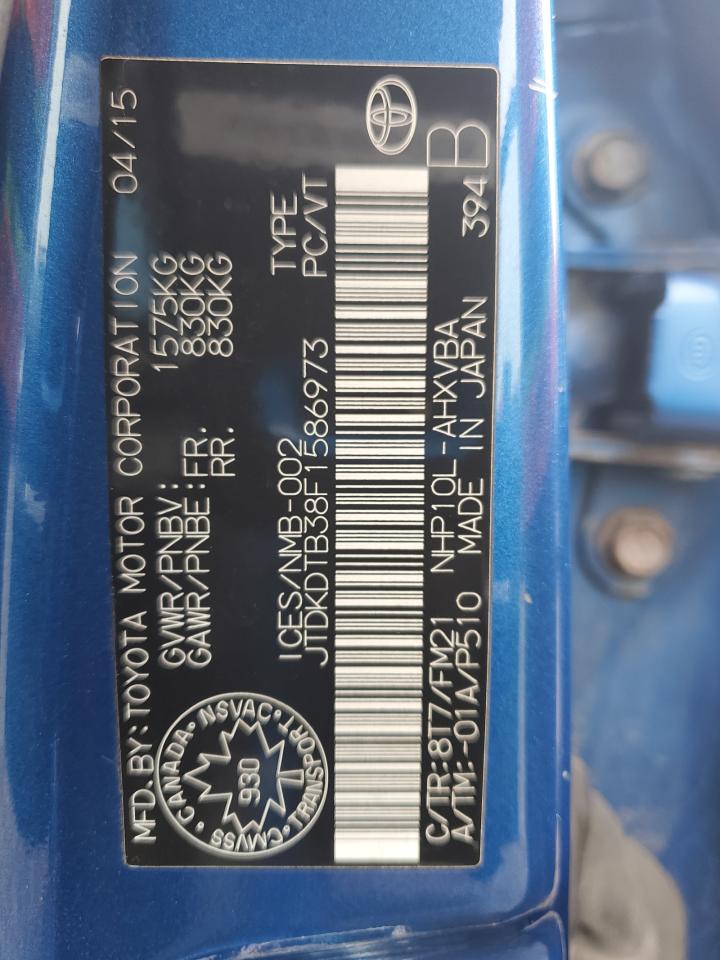 MFD. BY: TOYOTA MOTOR CORPORATION 04/15
GVWR/PNBV: 1575KG
GAWR/PNBE: FR. 830KG
RR. 830KG
CANADA · NSVAC · TRANSPORT · CMVSS
930
ICES/NMB-002 TYPE
JTDKDTB38F1586973 PC/VT
C/TR:8T7/FM21 NHP10L-AHXVBA B
A/TM:-01A/P510 MADE IN JAPAN 394